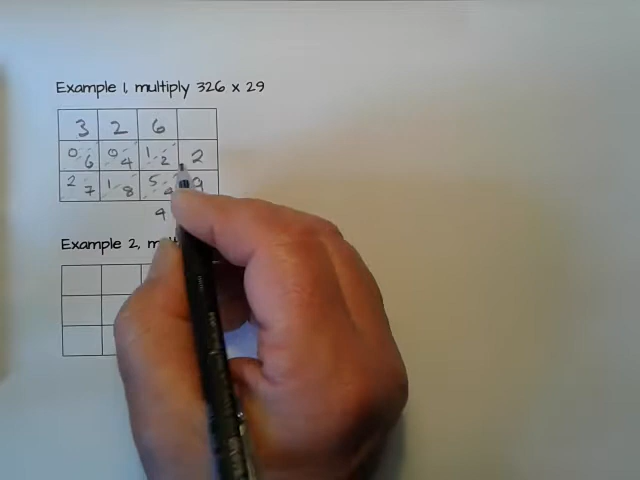 Example 1, multiply 326 x 29
3 2 6
0 6 0 4 1 2 2
2 7 1 8 5 4 9
4
Example 2,